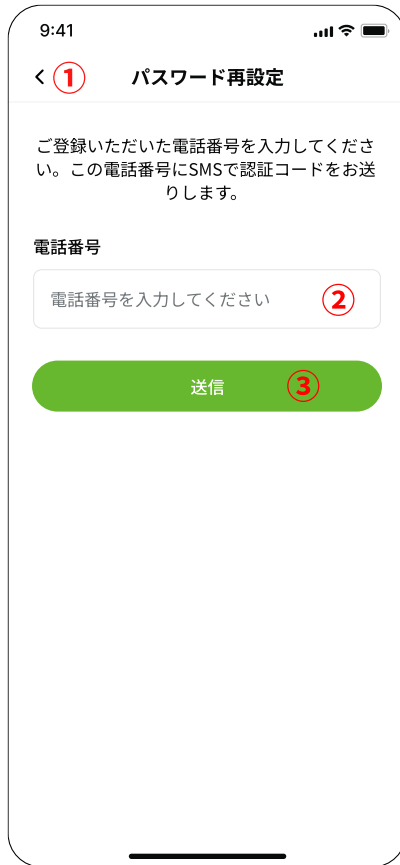 9:41
① パスワード再設定
ご登録いただいた電話番号を入力してくださ
い。この電話番号にSMSで認証コードをお送
りします。
電話番号
電話番号を入力してください ②
送信 ③